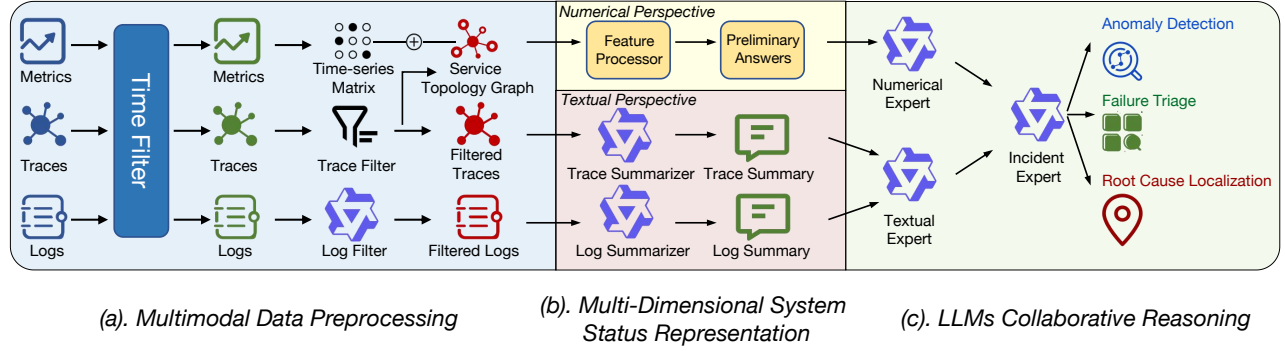 Metrics
Traces
Logs
Time Filter
Metrics
Traces
Logs
Time-series
Matrix
Trace Filter
Log Filter
Service
Topology Graph
Filtered
Traces
Filtered Logs
(a). Multimodal Data Preprocessing
Numerical Perspective
Feature
Processor
Preliminary
Answers
Textual Perspective
Trace Summarizer
Trace Summary
Log Summarizer
Log Summary
(b). Multi-Dimensional System
Status Representation
Numerical
Expert
Textual
Expert
Incident
Expert
Anomaly Detection
Failure Triage
Root Cause Localization
(c). LLMs Collaborative Reasoning